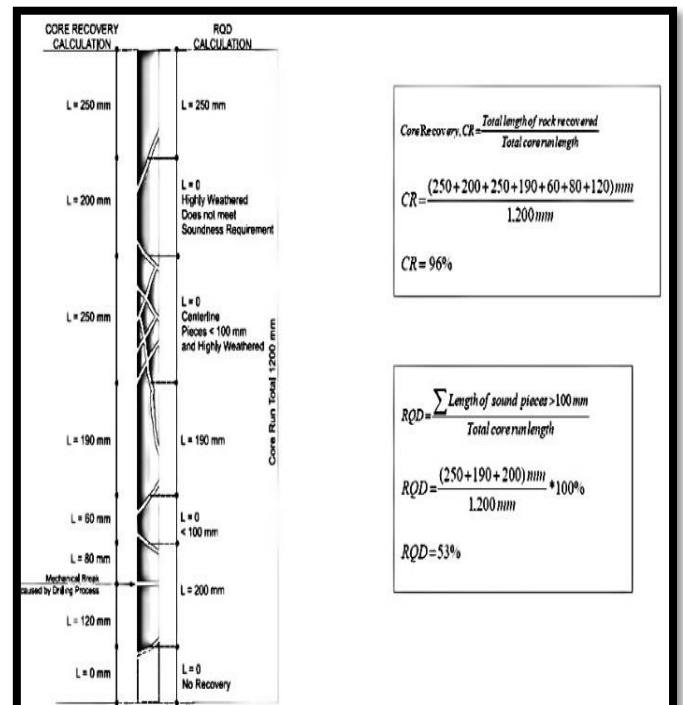 CORE RECOVERY
CALCULATION
RQD
CALCULATION
L = 250 mm
L = 250 mm
L = 200 mm
L = 0
Highly Weathered
Does not meet
Soundness Requirement
L = 250 mm
L = 0
Centerline
Pieces < 100 mm
and Highly Weathered
L = 190 mm
L = 190 mm
L = 60 mm
L = 0
< 100 mm
L = 80 mm
Mechanical Break
caused by Drilling Process
L = 200 mm
L = 120 mm
L = 0 mm
L = 0
No Recovery
Core Run Total 1200 mm
Core Recovery, CR = Total length of rock recovered
Total core run length
CR = (250+200+250+190+60+80+120) mm
1.200 mm
CR = 96%
RQD = ∑ Length of sound pieces > 100 mm
Total core run length
RQD = (250+190+200) mm *100%
1.200 mm
RQD = 53%